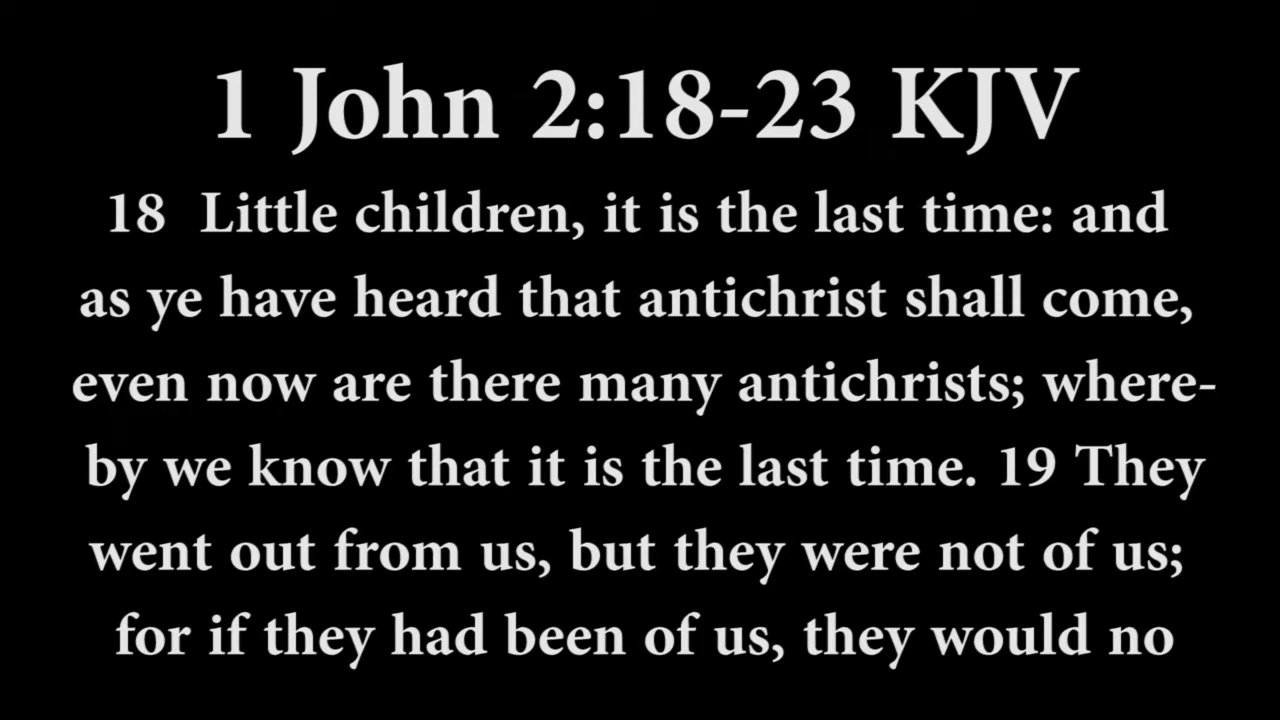 1 John 2:18-23 KJV
18 Little children, it is the last time: and
as ye have heard that antichrist shall come,
even now are there many antichrists; where-
by we know that it is the last time. 19 They
went out from us, but they were not of us;
for if they had been of us, they would no